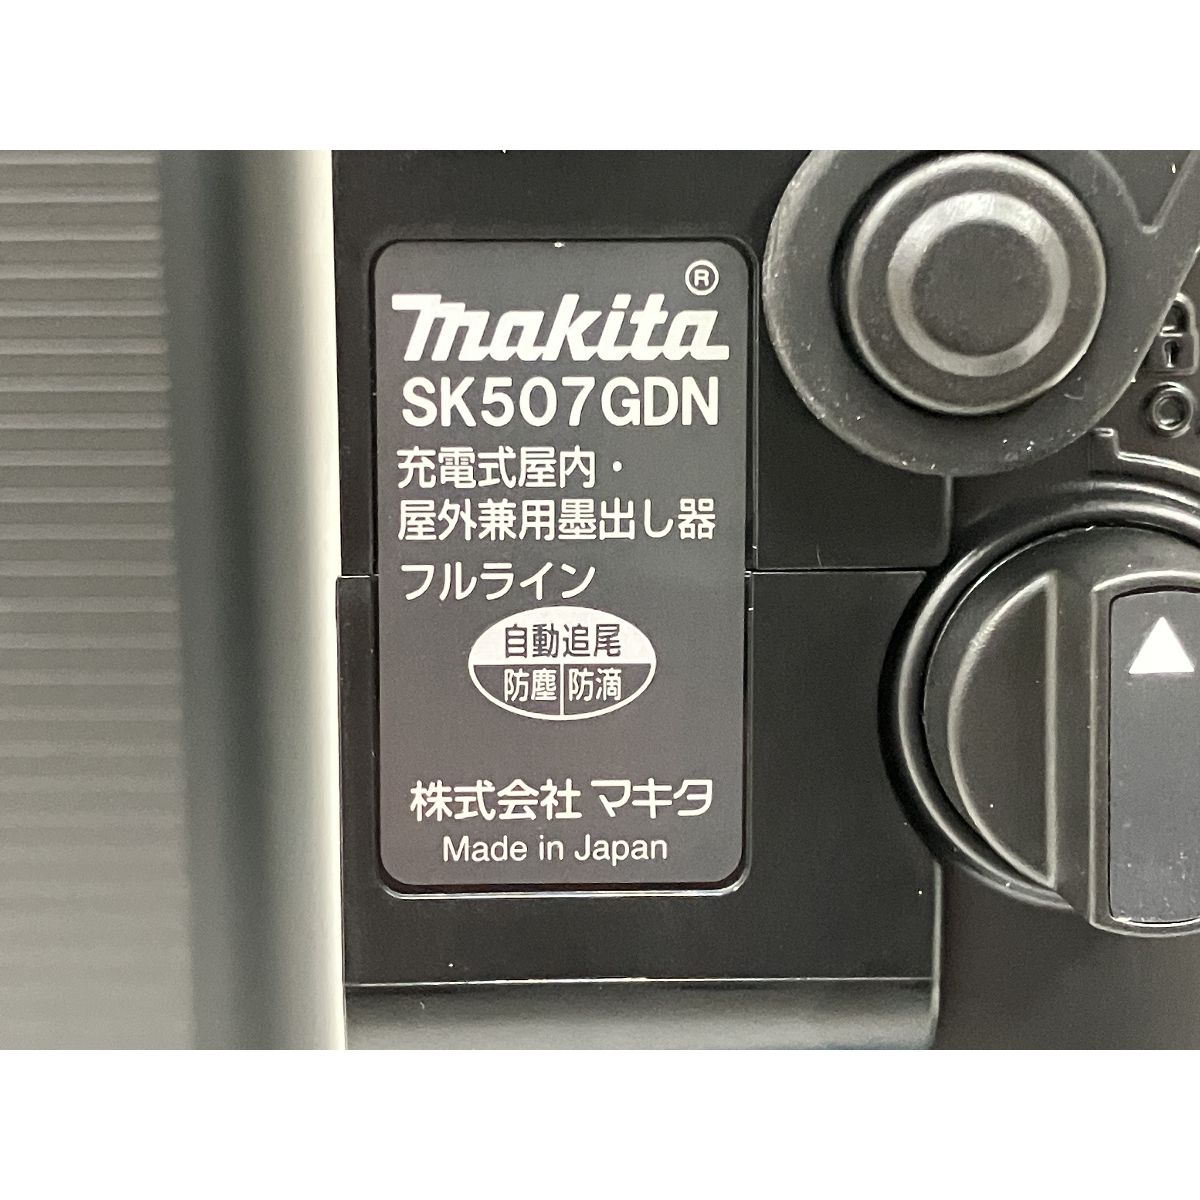 makita®
SK507GDN
充電式屋内・
屋外兼用墨出し器
フルライン
自動追尾
防塵 防滴
株式会社 マキタ
Made in Japan